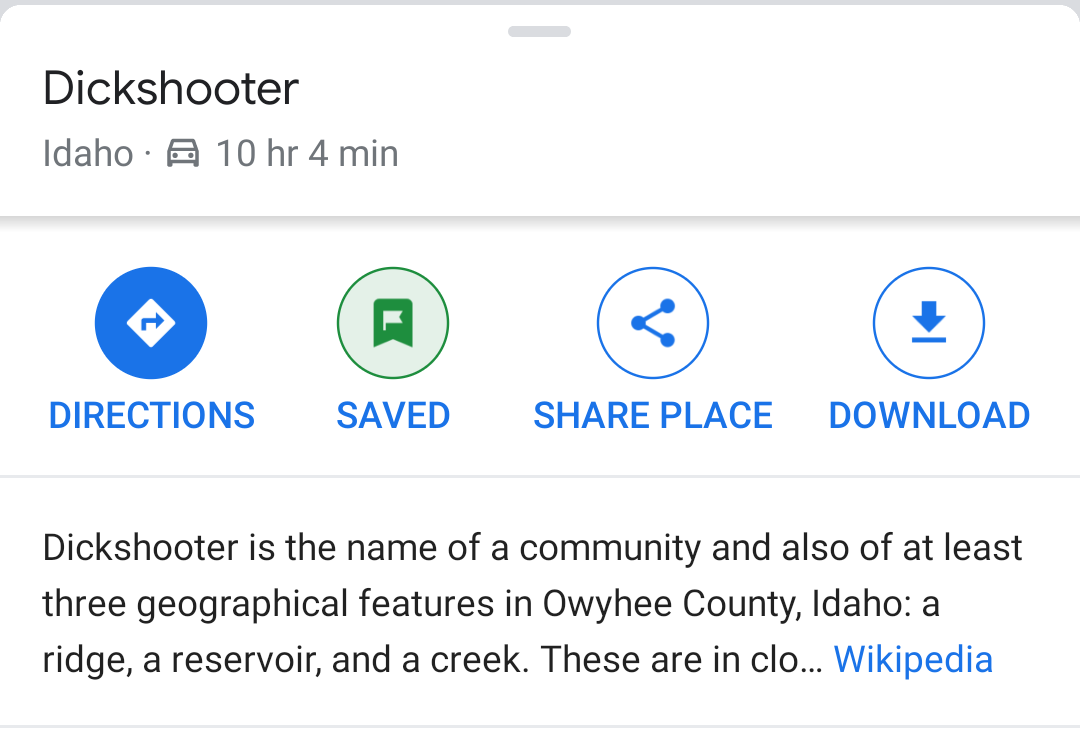 Dickshooter
Idaho · 10 hr 4 min
DIRECTIONS SAVED SHARE PLACE DOWNLOAD
Dickshooter is the name of a community and also of at least
three geographical features in Owyhee County, Idaho: a
ridge, a reservoir, and a creek. These are in clo... Wikipedia